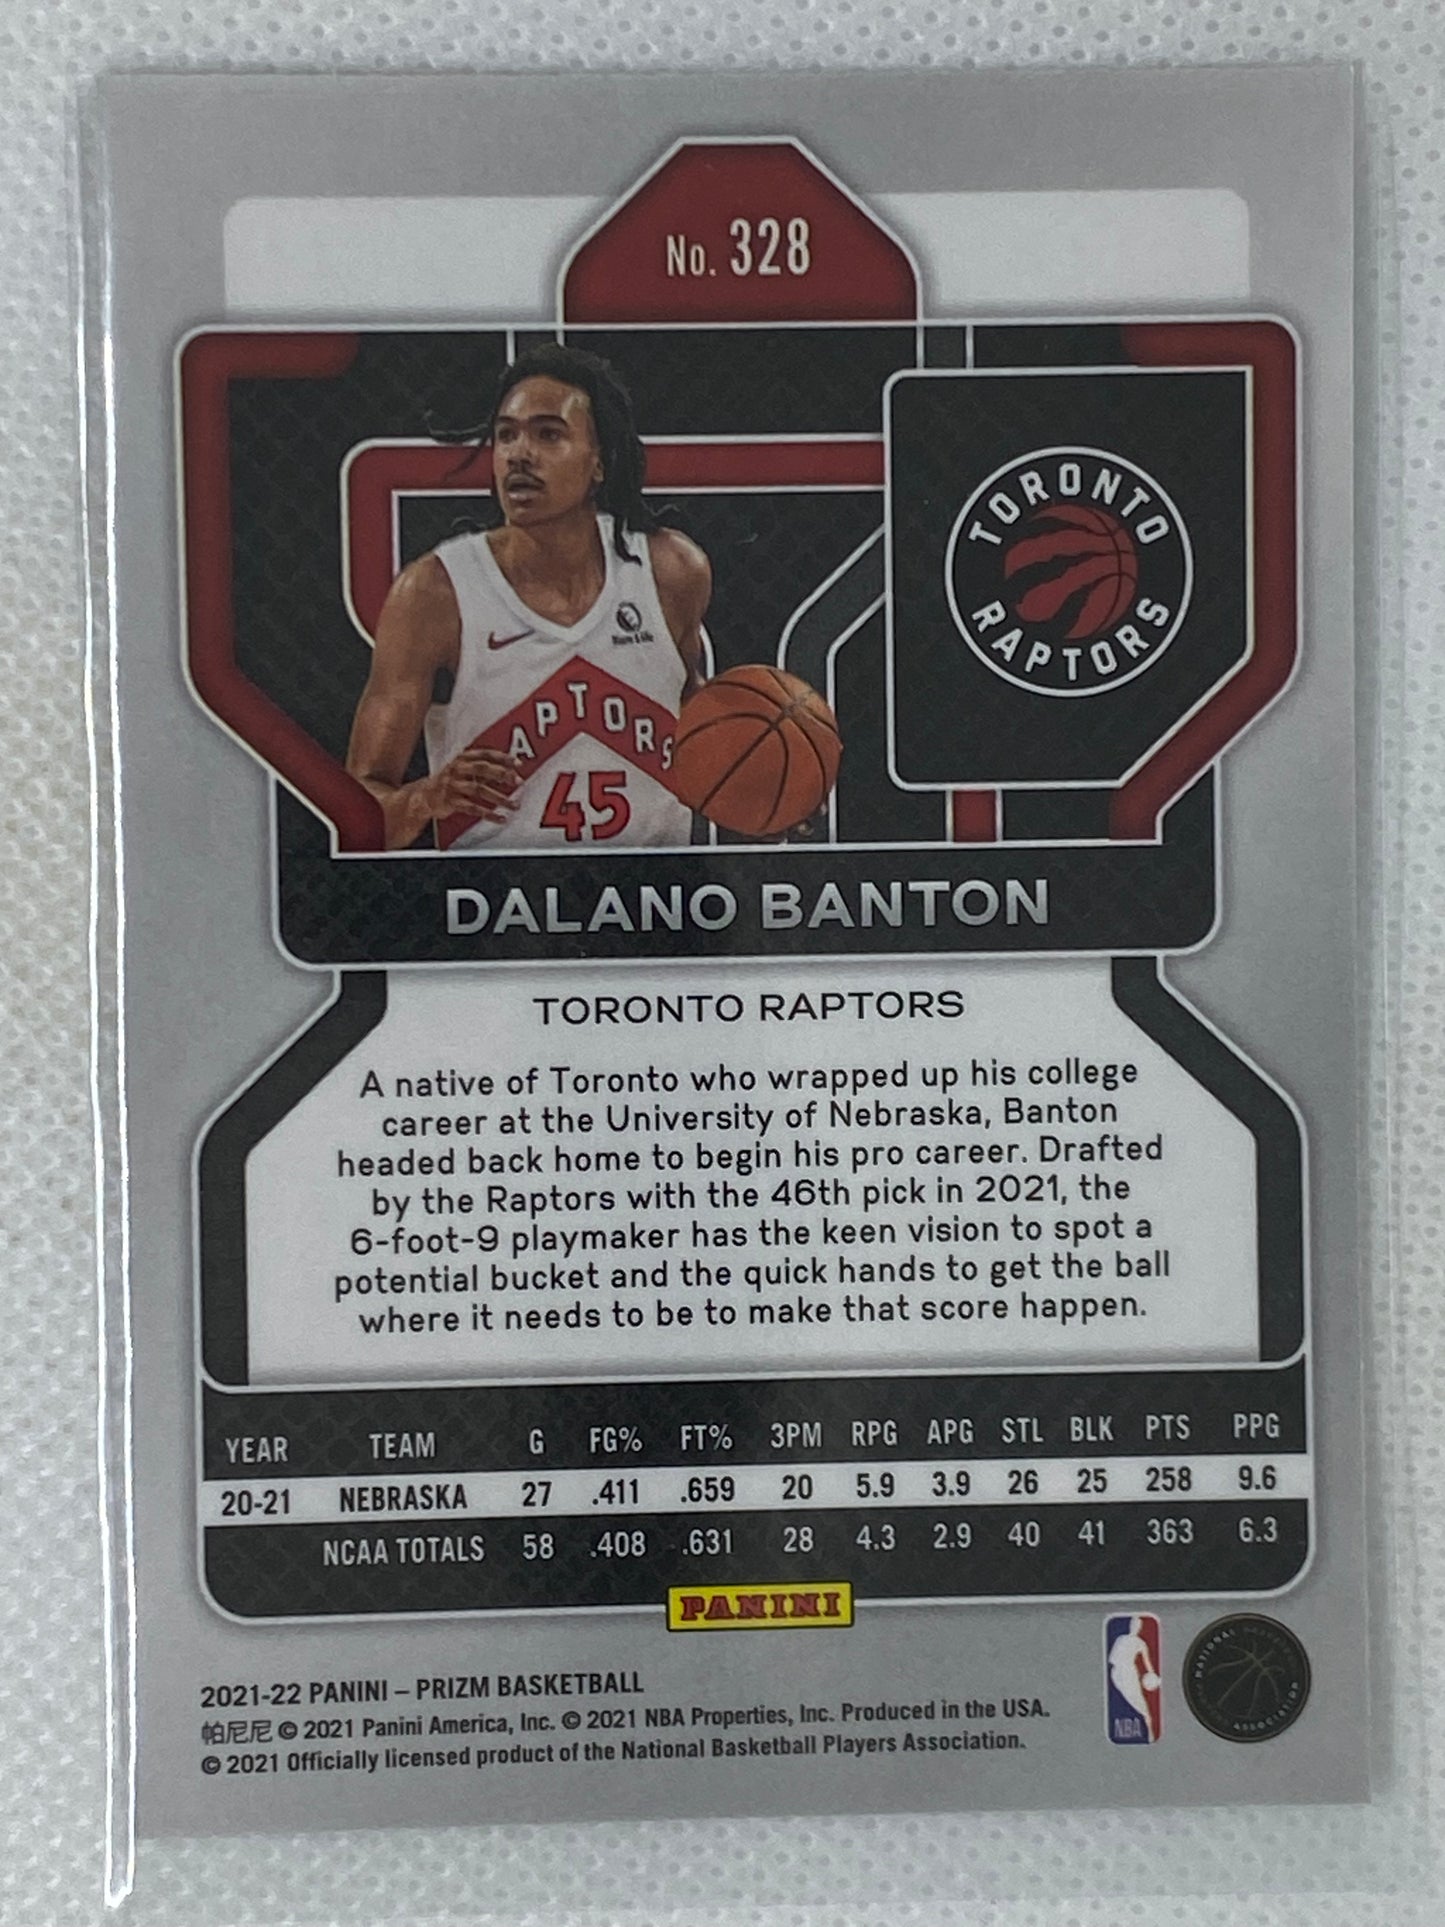 No. 328
TORONTO
RAPTORS
RAPTORS
45
DALANO BANTON
TORONTO RAPTORS
A native of Toronto who wrapped up his college
career at the University of Nebraska, Banton
headed back home to begin his pro career. Drafted
by the Raptors with the 46th pick in 2021, the
6-foot-9 playmaker has the keen vision to spot a
potential bucket and the quick hands to get the ball
where it needs to be to make that score happen.
YEAR TEAM G FG% FT% 3PM RPG APG STL BLK PTS PPG
20-21 NEBRASKA 27 .411 .659 20 5.9 3.9 26 25 258 9.6
NCAA TOTALS 58 .408 .631 28 4.3 2.9 40 41 363 6.3
PANINI
2021-22 PANINI – PRIZM BASKETBALL
帕尼尼 © 2021 Panini America, Inc. © 2021 NBA Properties, Inc. Produced in the USA.
© 2021 Officially licensed product of the National Basketball Players Association.
NBA
NATIONAL
ASSOCIATION